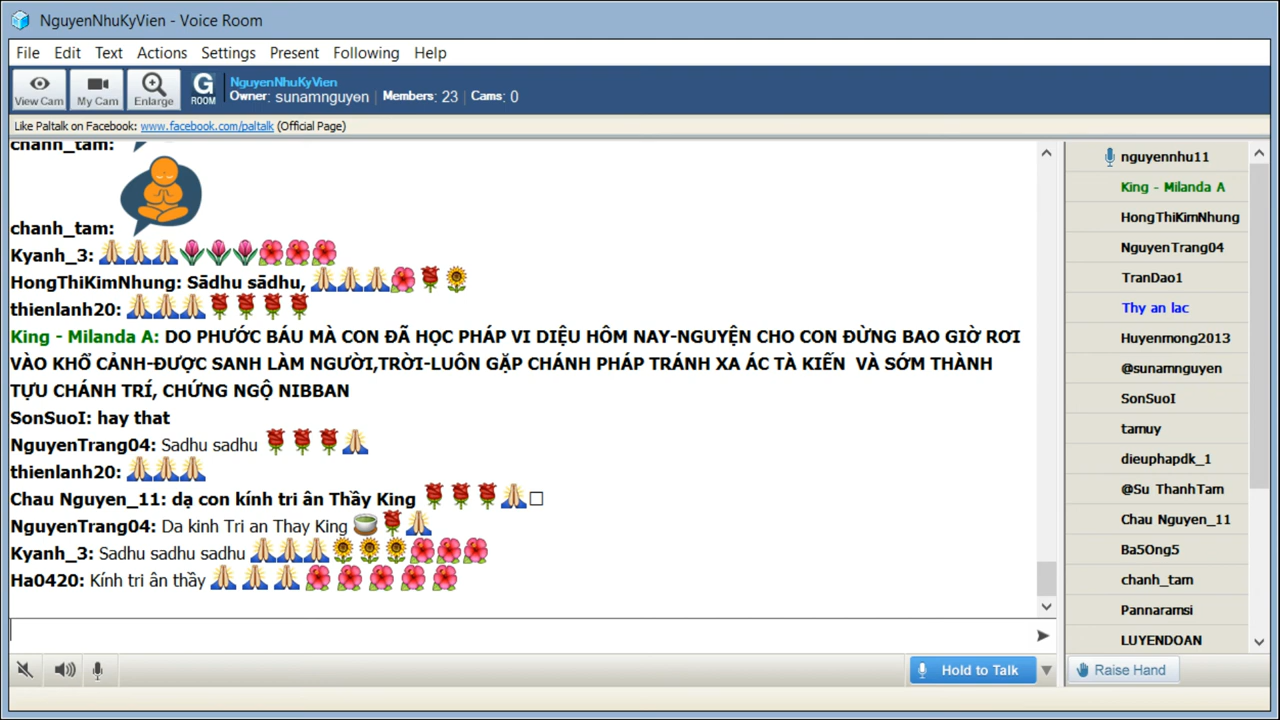 NguyenNhuKyVien - Voice Room
File Edit Text Actions Settings Present Following Help
View Cam My Cam Enlarge G ROOM
NguyenNhuKyVien
Owner: sunamnguyen | Members: 23 | Cams: 0
Like Paltalk on Facebook: www.facebook.com/paltalk (Official Page)
chanh_tam:
chanh_tam:
Kyanh_3: 🙏🙏🙏🌷🌷🌷🌺🌺🌺
HongThiKimNhung: Sādhu sādhu, 🙏🙏🙏🌺🌹🌻
thienlanh20: 🙏🙏🙏🌹🌹🌹🌹
King - Milanda A: DO PHƯỚC BÁU MÀ CON ĐÃ HỌC PHÁP VI DIỆU HÔM NAY-NGUYỆN CHO CON ĐỪNG BAO GIỜ RƠI
VÀO KHỔ CẢNH-ĐƯỢC SANH LÀM NGƯỜI,TRỜI-LUÔN GẶP CHÁNH PHÁP TRÁNH XA ÁC TÀ KIẾN VÀ SỚM THÀNH
TỰU CHÁNH TRÍ, CHỨNG NGỘ NIBBAN
SonSuoI: hay that
NguyenTrang04: Sadhu sadhu 🌹🌹🌹🙏
thienlanh20: 🙏🙏🙏
Chau Nguyen_11: dạ con kính tri ân Thầy King 🌹🌹🌹🙏□
NguyenTrang04: Da kinh Tri an Thay King 🍵🌹🙏
Kyanh_3: Sadhu sadhu sadhu 🙏🙏🙏🌻🌻🌻🌺🌺🌺
Ha0420: Kính tri ân thầy 🙏 🙏 🙏 🌺 🌺 🌺 🌺 🌺
Hold to Talk
nguyennhu11
King - Milanda A
HongThiKimNhung
NguyenTrang04
TranDao1
Thy an lac
Huyenmong2013
@sunamnguyen
SonSuoI
tamuy
dieuphapdk_1
@Su ThanhTam
Chau Nguyen_11
Ba5Ong5
chanh_tam
Pannaramsi
LUYENDOAN
Raise Hand